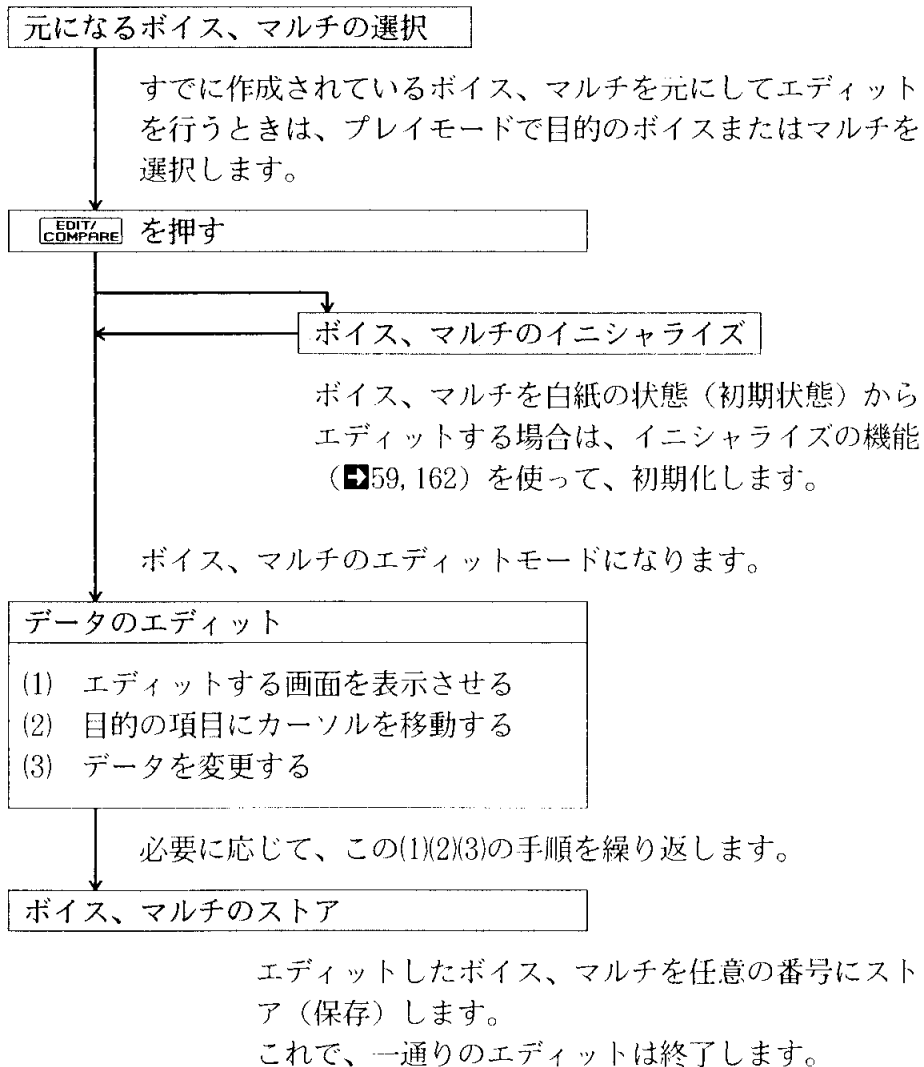 元になるボイス、マルチの選択
すでに作成されているボイス、マルチを元にしてエディット
を行うときは、プレイモードで目的のボイスまたはマルチを
選択します。
EDIT/COMPARE を押す
ボイス、マルチのイニシャライズ
ボイス、マルチを白紙の状態（初期状態）から
エディットする場合は、イニシャライズの機能
（➡59, 162）を使って、初期化します。
ボイス、マルチのエディットモードになります。
データのエディット
(1) エディットする画面を表示させる
(2) 目的の項目にカーソルを移動する
(3) データを変更する
必要に応じて、この(1)(2)(3)の手順を繰り返します。
ボイス、マルチのストア
エディットしたボイス、マルチを任意の番号にスト
ア（保存）します。
これで、一通りのエディットは終了します。